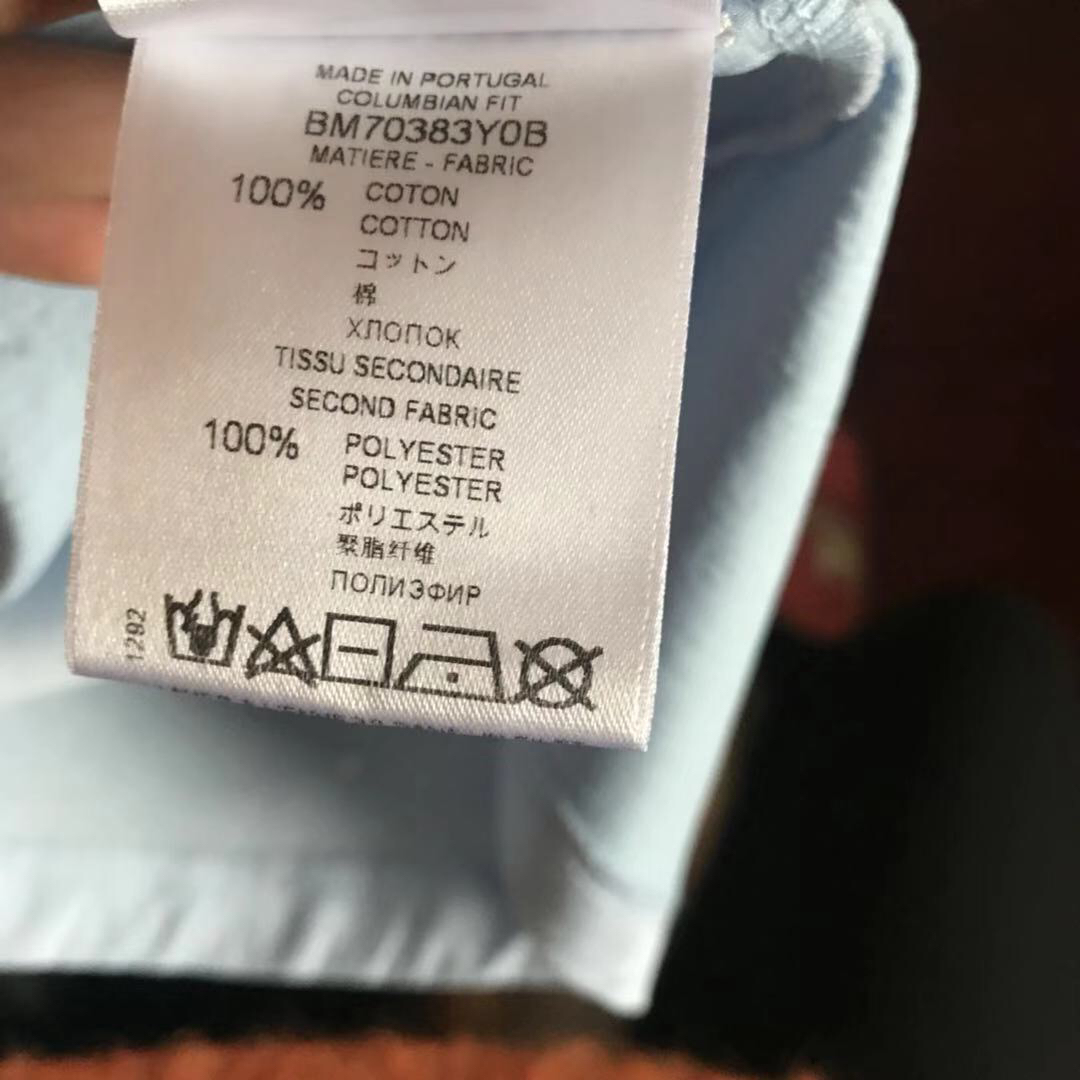 MADE IN PORTUGAL
COLUMBIAN FIT
BM70383Y0B
MATIERE - FABRIC
100% COTON
COTTON
コットン
棉
ХЛОПОК
TISSU SECONDAIRE
SECOND FABRIC
100% POLYESTER
POLYESTER
ポリエステル
聚脂纤维
ПОЛИЭФИР
1292